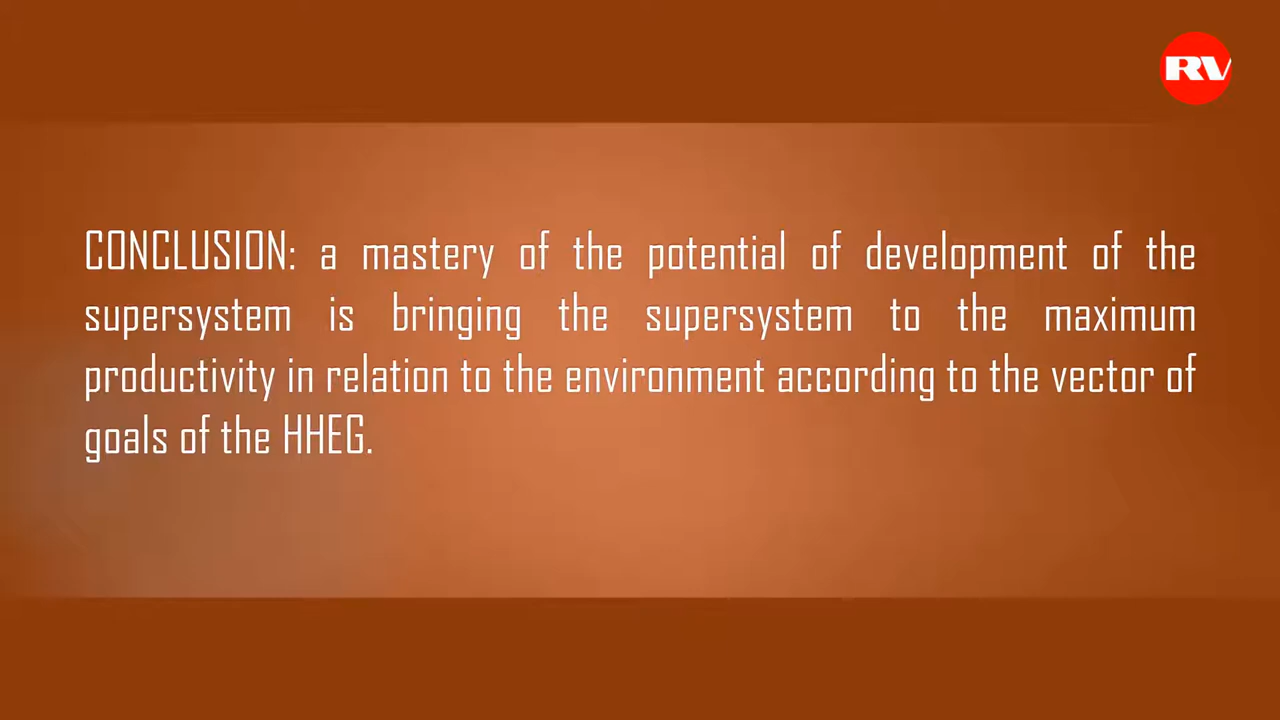 RV
CONCLUSION: a mastery of the potential of development of the
supersystem is bringing the supersystem to the maximum
productivity in relation to the environment according to the vector of
goals of the HHEG.